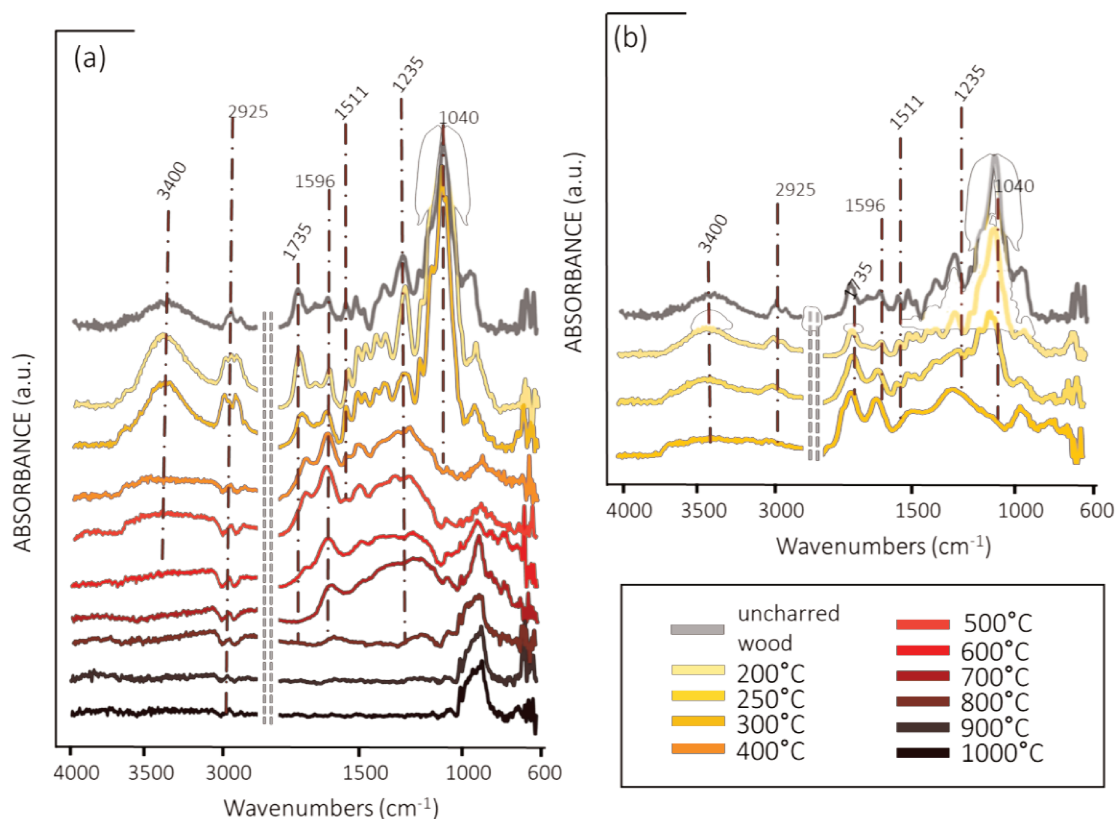 (a)
3400
2925
1735
1596
1511
1235
1040
ABSORBANCE (a.u.)
4000 3500 3000 1500 1000 600
Wavenumbers (cm⁻¹)
(b)
3400
2925
1735
1596
1511
1235
1040
ABSORBANCE (a.u.)
4000 3000 1500 1000 600
Wavenumbers (cm⁻¹)
uncharred
wood
200°C
250°C
300°C
400°C
500°C
600°C
700°C
800°C
900°C
1000°C